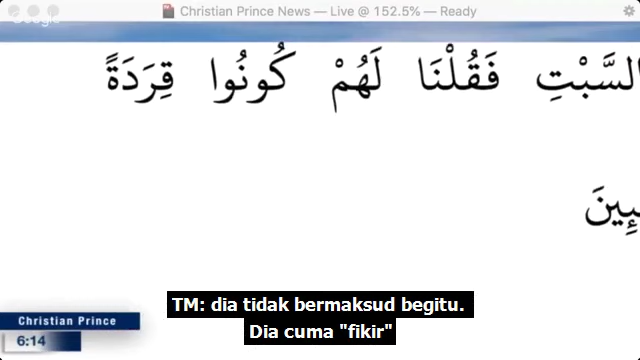 Christian Prince News — Live @ 152.5% — Ready
السَّبْتِ فَقُلْنَا لَهُمْ كُونُوا قِرَدَةً
TM: dia tidak bermaksud begitu.
Dia cuma "fikir"
Christian Prince
6:14